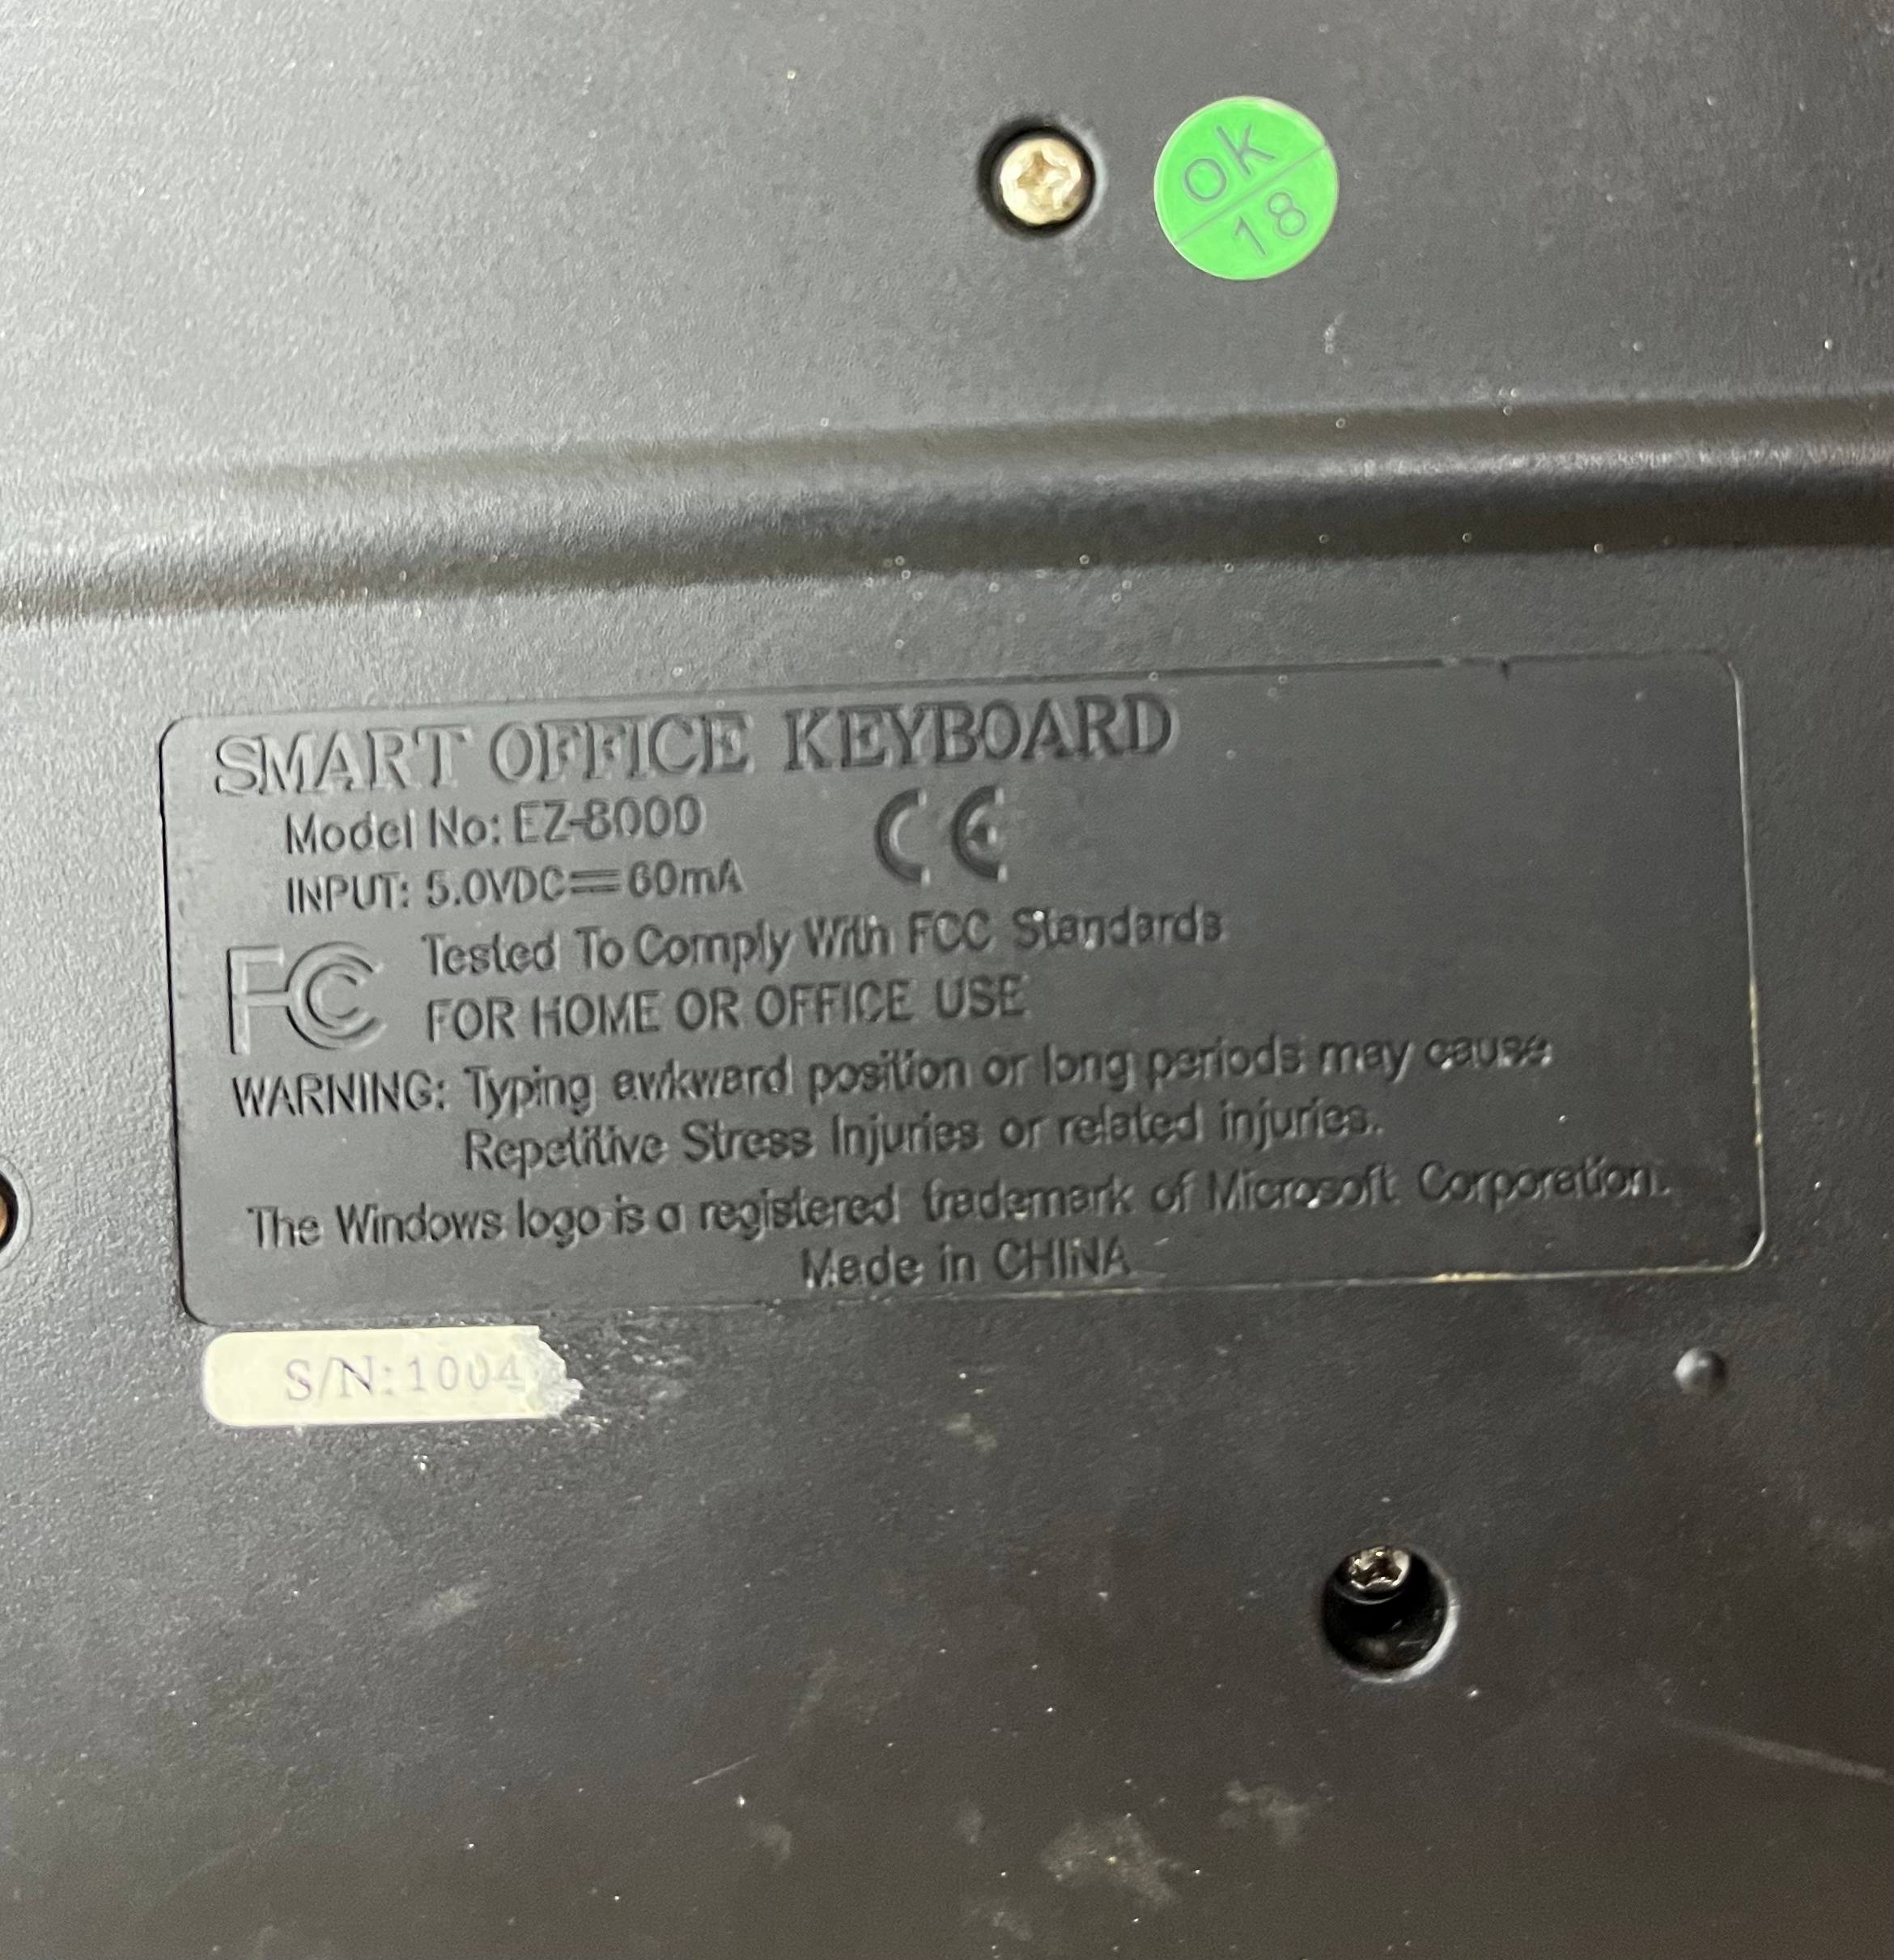 OK
18
SMART OFFICE KEYBOARD
Model No: EZ-8000
CE
INPUT: 5.0VDC⎓60mA
FC Tested To Comply With FCC Standards
FOR HOME OR OFFICE USE
WARNING: Typing awkward position or long periods may cause
Repetitive Stress Injuries or related injuries.
The Windows logo is a registered trademark of Microsoft Corporation.
Made in CHINA
S/N:1004